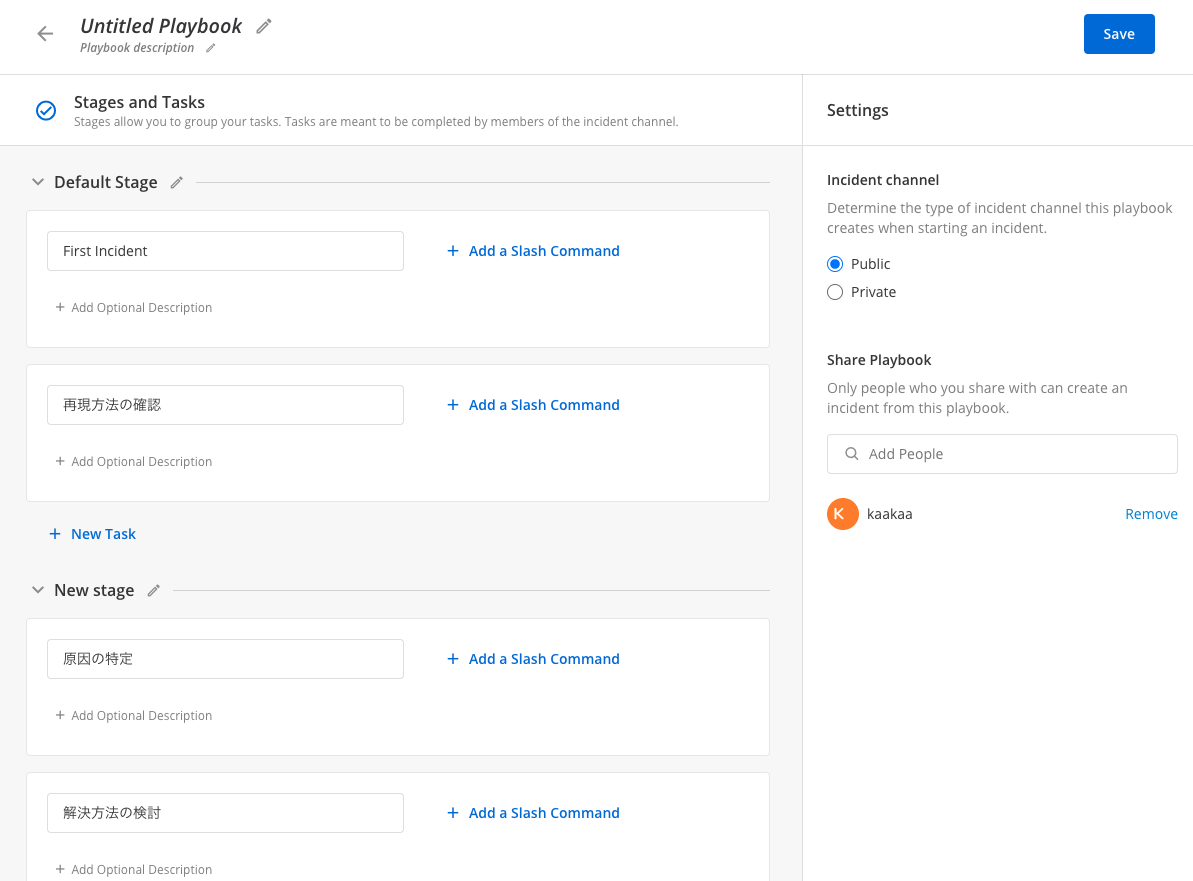 Untitled Playbook
Playbook description
Save
Stages and Tasks
Stages allow you to group your tasks. Tasks are meant to be completed by members of the incident channel.
Default Stage
First Incident
+ Add a Slash Command
+ Add Optional Description
再現方法の確認
+ Add a Slash Command
+ Add Optional Description
+ New Task
New stage
原因の特定
+ Add a Slash Command
+ Add Optional Description
解決方法の検討
+ Add a Slash Command
+ Add Optional Description
Settings
Incident channel
Determine the type of incident channel this playbook
creates when starting an incident.
Public
Private
Share Playbook
Only people who you share with can create an
incident from this playbook.
Add People
K
kaakaa
Remove